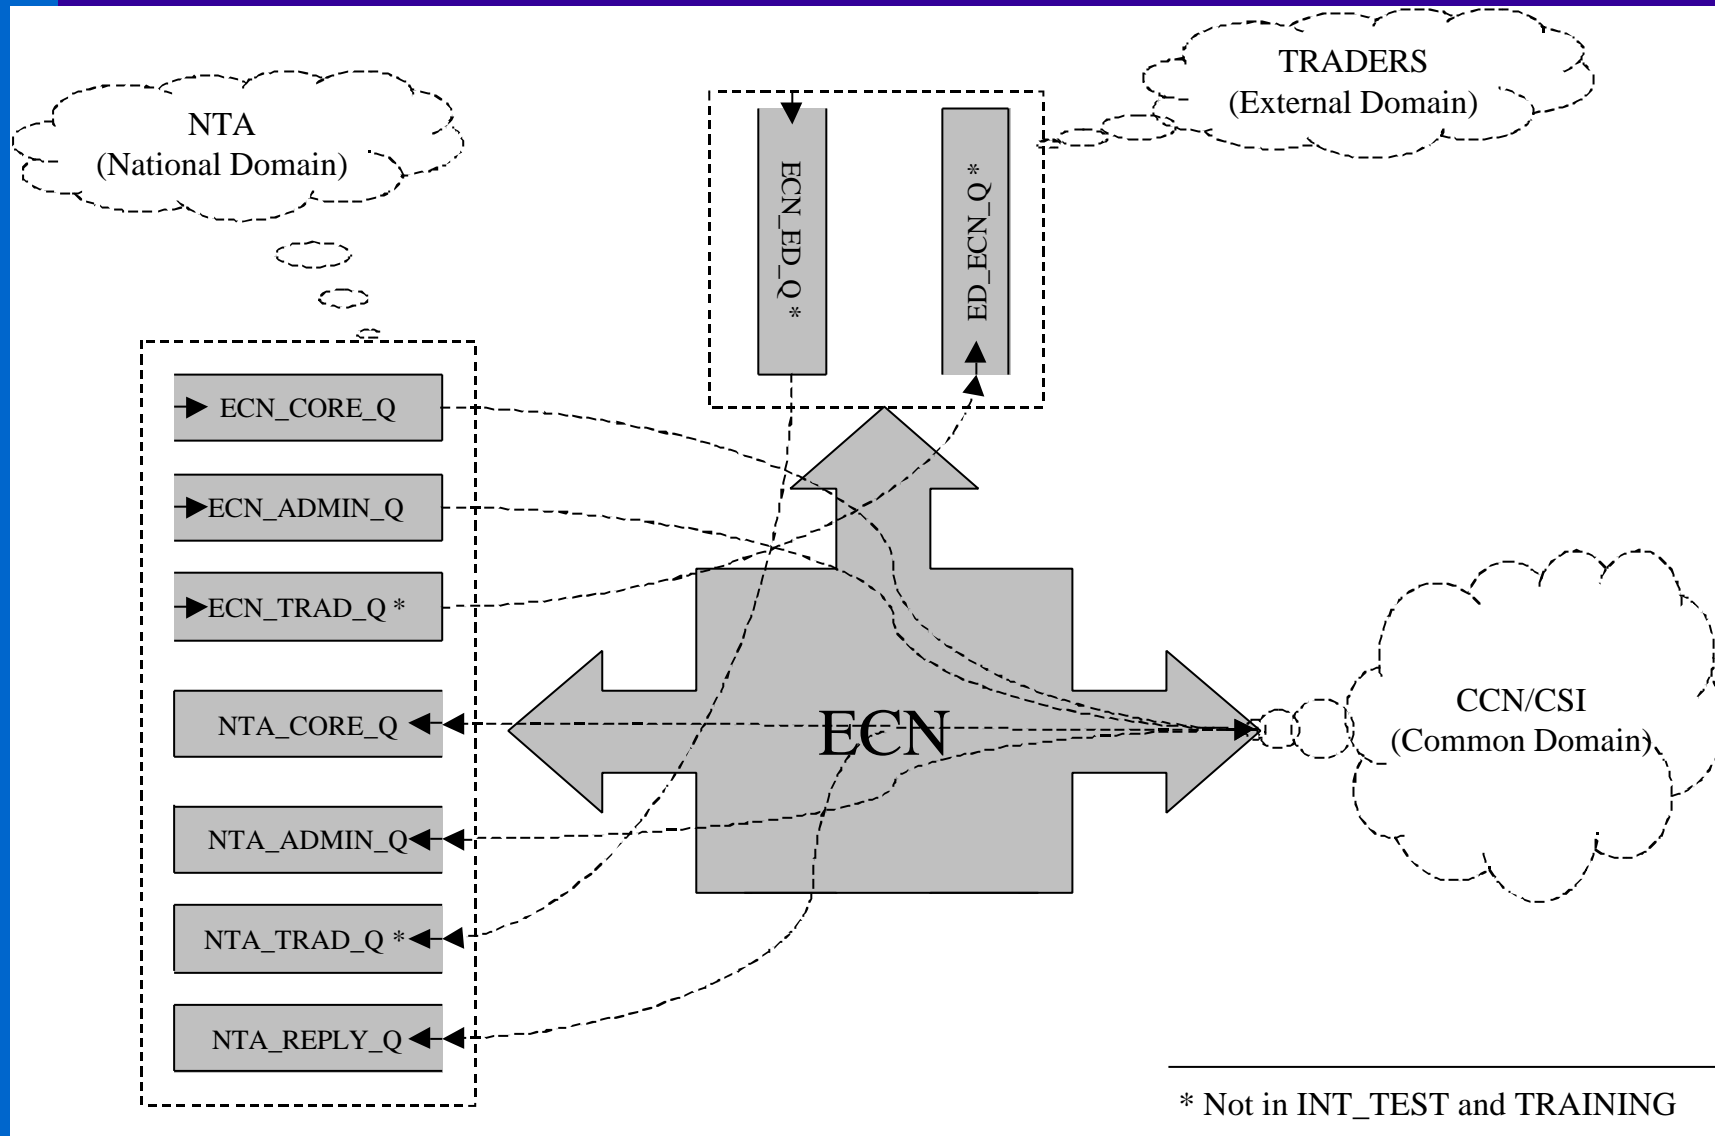 TRADERS
(External Domain)
NTA
(National Domain)
ECN_ED_Q *
ED_ECN_Q *
ECN_CORE_Q
ECN_ADMIN_Q
ECN_TRAD_Q *
NTA_CORE_Q
NTA_ADMIN_Q
NTA_TRAD_Q *
NTA_REPLY_Q
ECN
CCN/CSI
(Common Domain)
* Not in INT_TEST and TRAINING